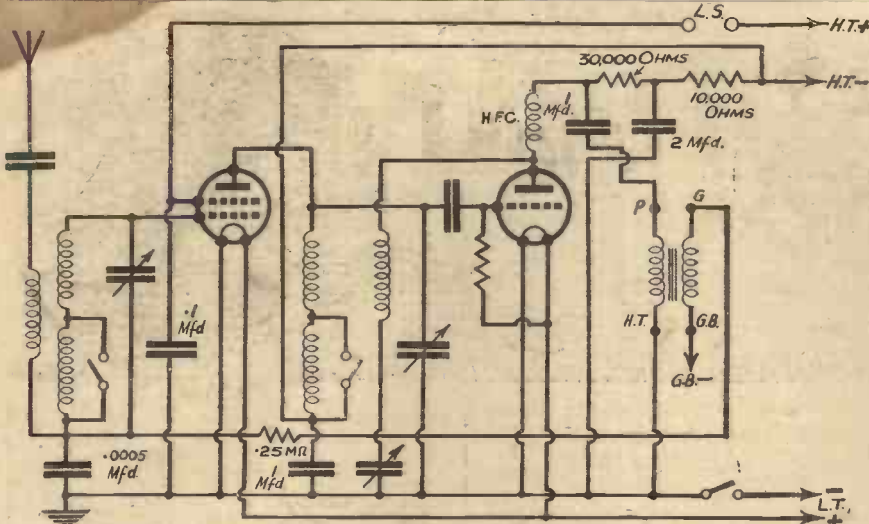 L.S.
H.T.+
30,000 OHMS
H.T.−
10,000
OHMS
H.F.C.
1
Mfd.
2 Mfd.
P
G
.1
Mfd
H.T.
G.B.
G.B.−
.0005
Mfd.
.25 MΩ
1
Mfd
−
L.T.
+